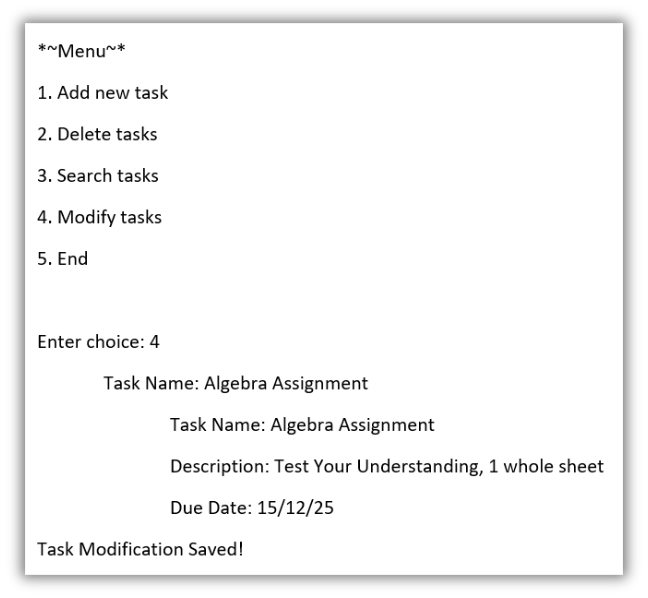 *~Menu~*
1. Add new task
2. Delete tasks
3. Search tasks
4. Modify tasks
5. End
Enter choice: 4
Task Name: Algebra Assignment
Task Name: Algebra Assignment
Description: Test Your Understanding, 1 whole sheet
Due Date: 15/12/25
Task Modification Saved!